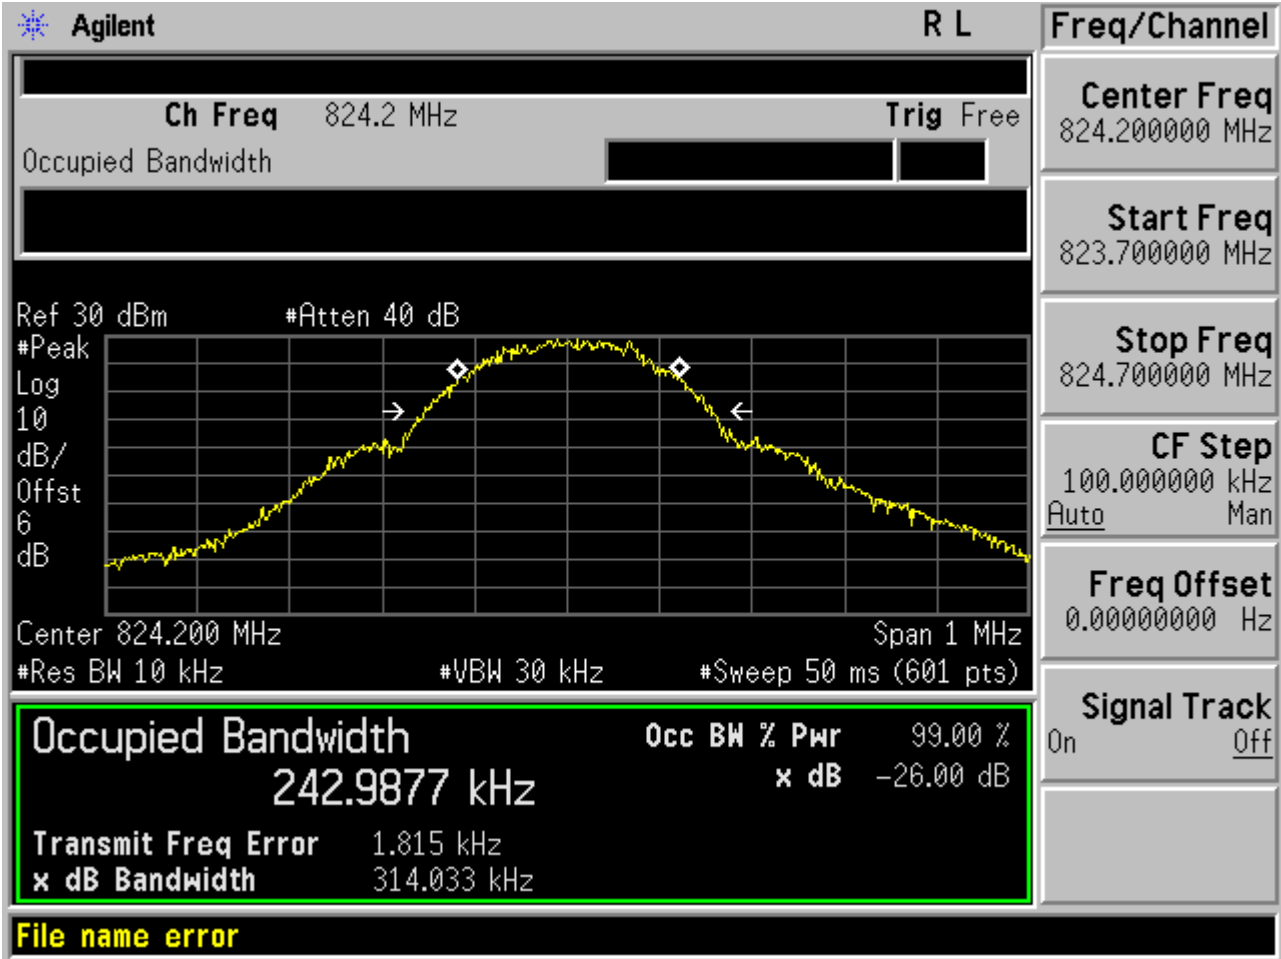 Agilent R L Freq/Channel
Ch Freq 824.2 MHz Trig Free
Occupied Bandwidth
Center Freq
824.200000 MHz
Start Freq
823.700000 MHz
Stop Freq
824.700000 MHz
CF Step
100.000000 kHz
Auto Man
Freq Offset
0.00000000 Hz
Signal Track
On Off
Ref 30 dBm #Atten 40 dB
#Peak
Log
10
dB/
Offst
6
dB
Center 824.200 MHz Span 1 MHz
#Res BW 10 kHz #VBW 30 kHz #Sweep 50 ms (601 pts)
Occupied Bandwidth Occ BW % Pwr 99.00 %
242.9877 kHz x dB -26.00 dB
Transmit Freq Error 1.815 kHz
x dB Bandwidth 314.033 kHz
File name error